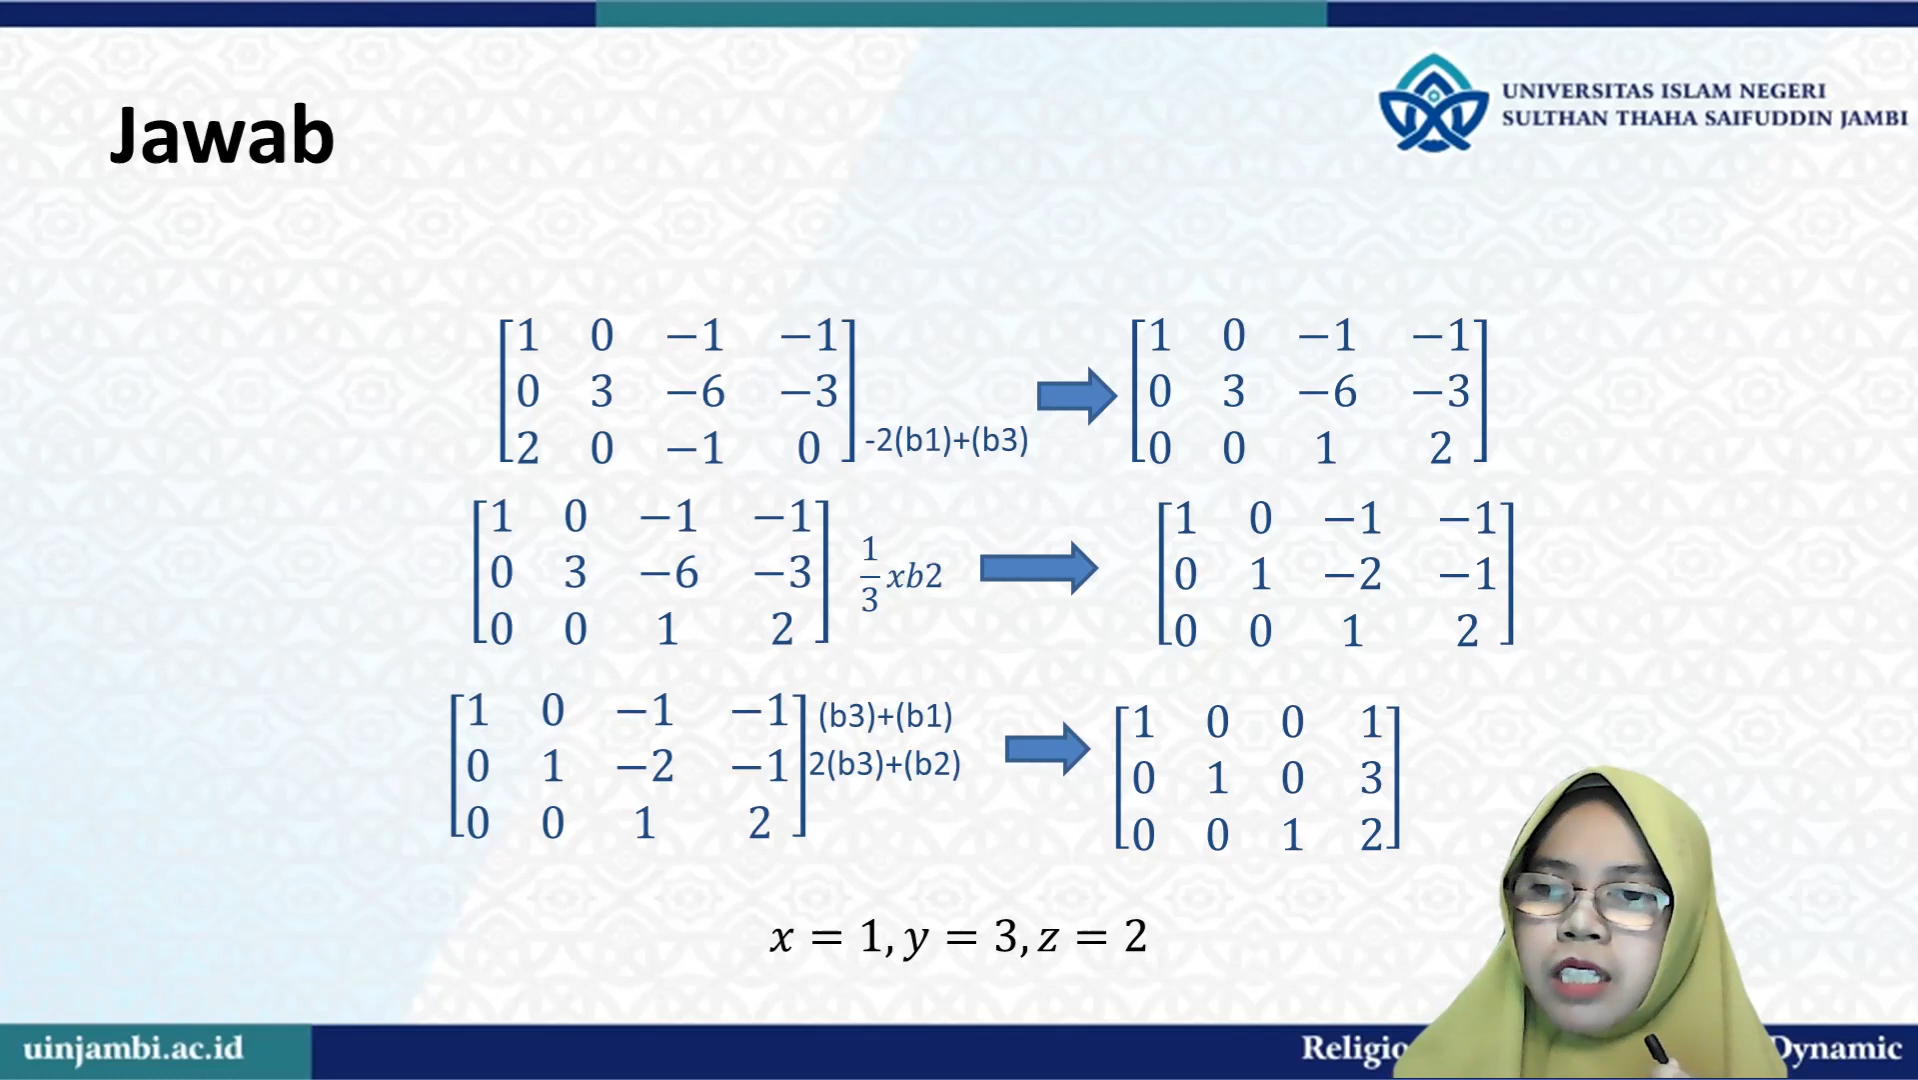 UNIVERSITAS ISLAM NEGERI
SULTHAN THAHA SAIFUDDIN JAMBI
Jawab
1 0 −1 −1 1 0 −1 −1
0 3 −6 −3 0 3 −6 −3
2 0 −1 0 -2(b1)+(b3) 0 0 1 2
1 0 −1 −1 1 0 −1 −1
0 3 −6 −3 1/3 xb2 0 1 −2 −1
0 0 1 2 0 0 1 2
1 0 −1 −1 (b3)+(b1) 1 0 0 1
0 1 −2 −1 2(b3)+(b2) 0 1 0 3
0 0 1 2 0 0 1 2
x = 1, y = 3, z = 2
uinjambi.ac.id Religio Dynamic